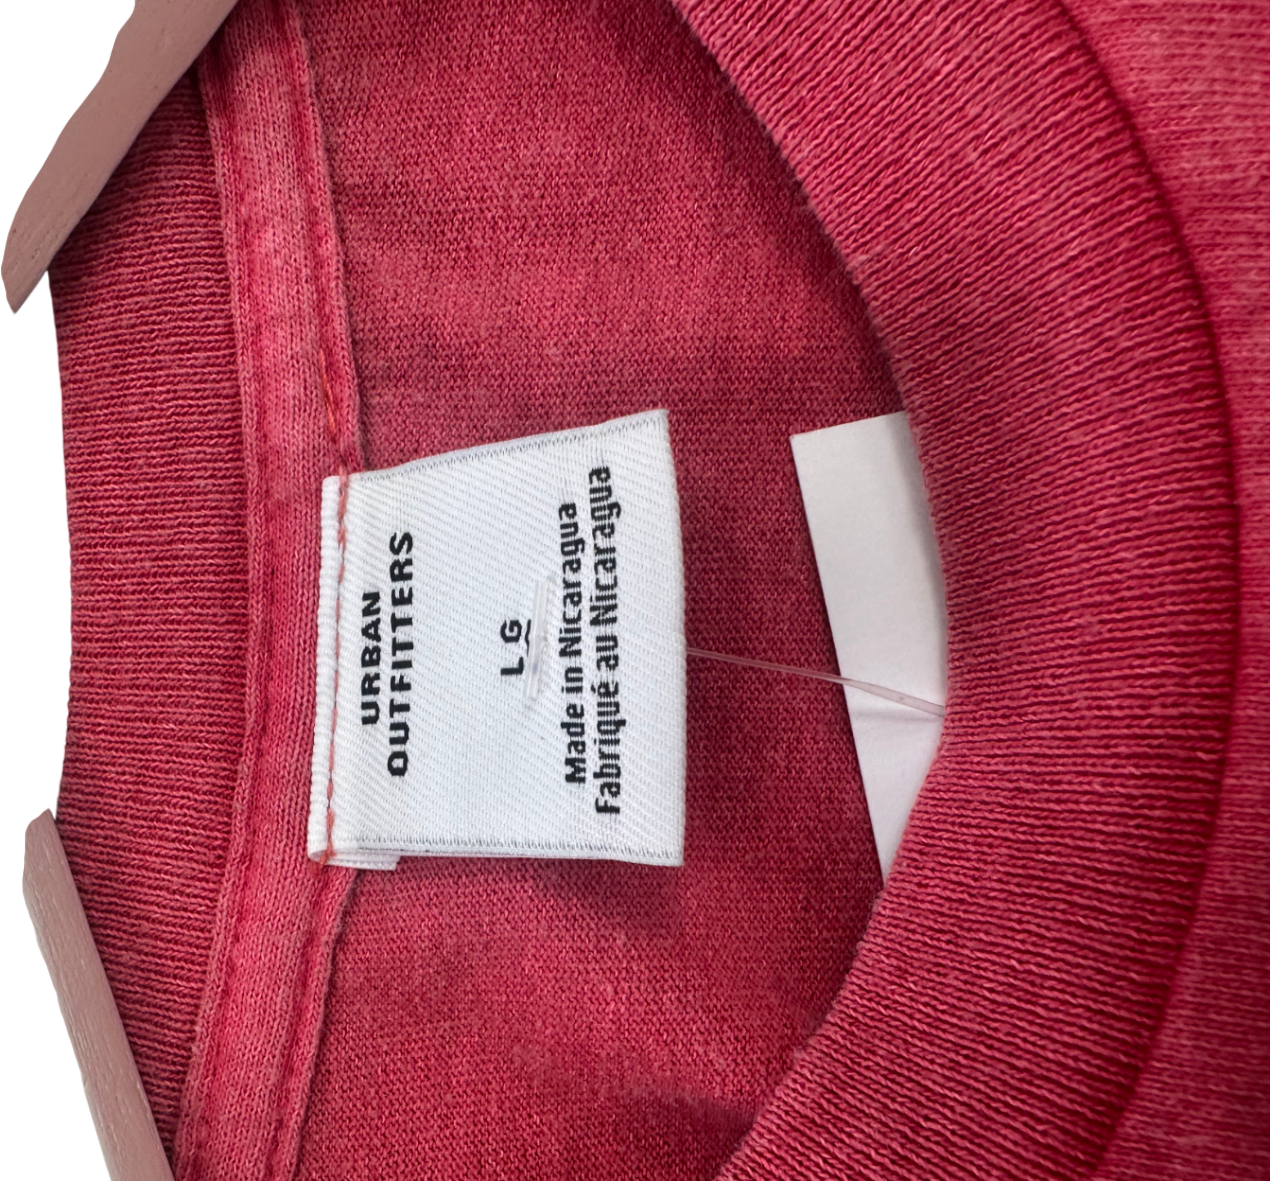 URBAN
OUTFITTERS
LG
Made in Nicaragua
Fabriqué au Nicaragua